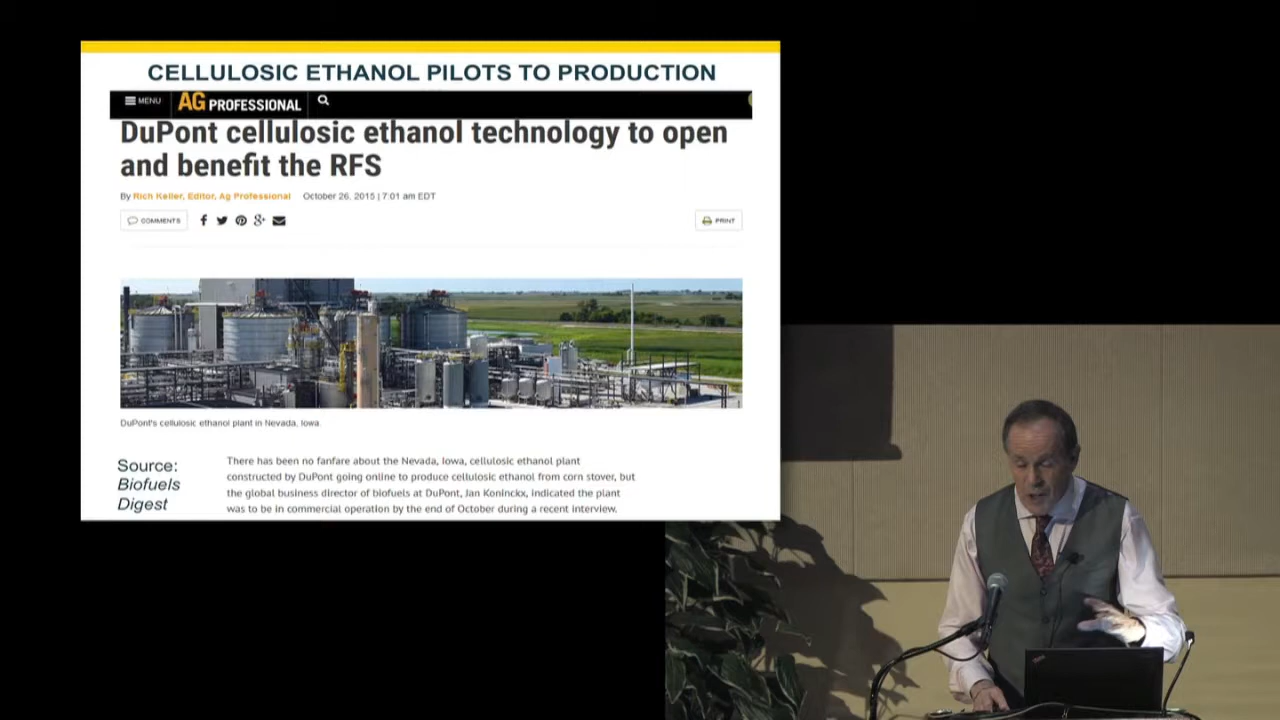 CELLULOSIC ETHANOL PILOTS TO PRODUCTION
MENU AG PROFESSIONAL
DuPont cellulosic ethanol technology to open
and benefit the RFS
By Rich Keller, Editor, Ag Professional October 26, 2015 | 7:01 am EDT
COMMENTS
PRINT
DuPont's cellulosic ethanol plant in Nevada, Iowa.
Source:
Biofuels
Digest
There has been no fanfare about the Nevada, Iowa, cellulosic ethanol plant
constructed by DuPont going online to produce cellulosic ethanol from corn stover, but
the global business director of biofuels at DuPont, Jan Koninckx, indicated the plant
was to be in commercial operation by the end of October during a recent interview.